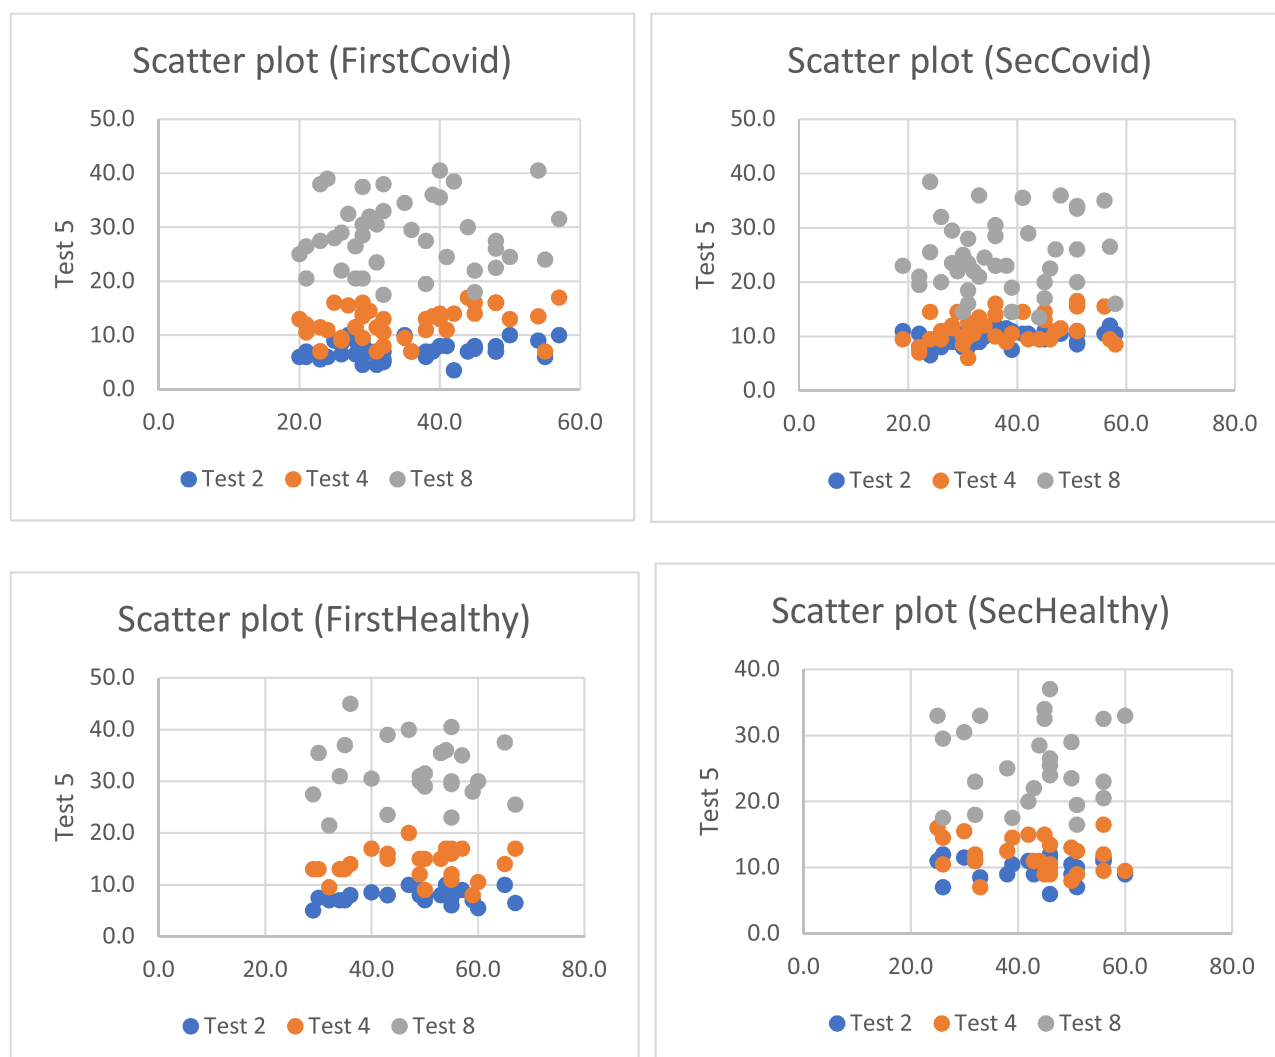 Scatter plot (FirstCovid)
50.0
40.0
30.0
20.0
10.0
0.0
Test 5
0.0 20.0 40.0 60.0
Test 2 Test 4 Test 8
Scatter plot (SecCovid)
50.0
40.0
30.0
20.0
10.0
0.0
Test 5
0.0 20.0 40.0 60.0 80.0
Test 2 Test 4 Test 8
Scatter plot (FirstHealthy)
50.0
40.0
30.0
20.0
10.0
0.0
Test 5
0.0 20.0 40.0 60.0 80.0
Test 2 Test 4 Test 8
Scatter plot (SecHealthy)
40.0
30.0
20.0
10.0
0.0
Test 5
0.0 20.0 40.0 60.0 80.0
Test 2 Test 4 Test 8